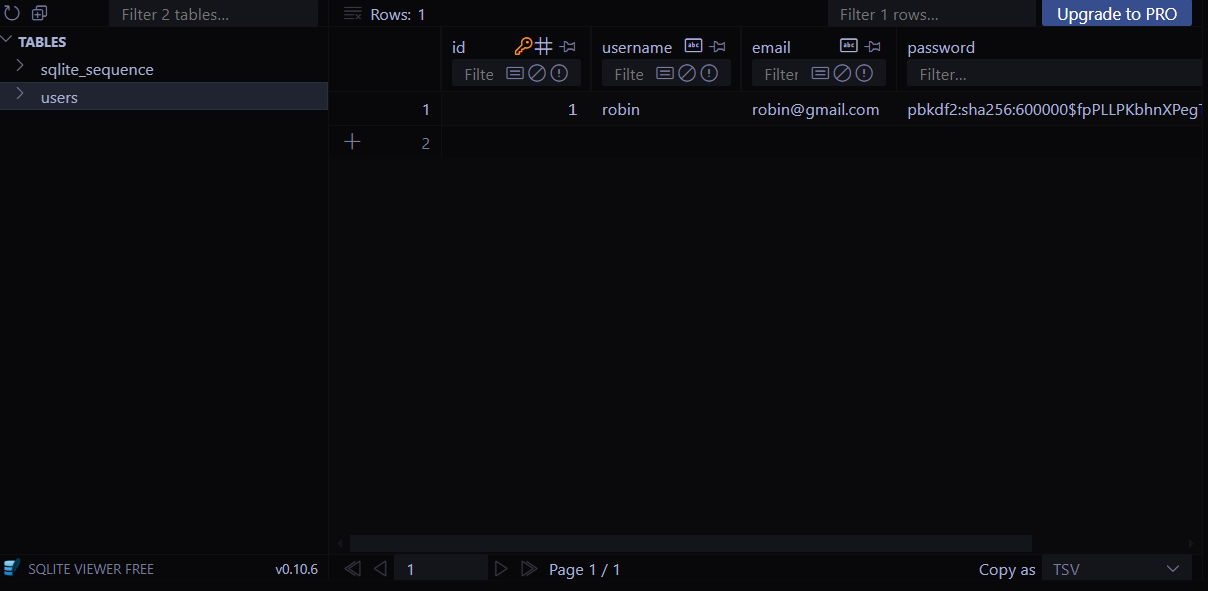 Filter 2 tables...
Rows: 1
Filter 1 rows...
Upgrade to PRO
TABLES
sqlite_sequence
users
id
username
email
password
Filte
Filte
Filter
Filter...
1
1
robin
robin@gmail.com
pbkdf2:sha256:600000$fpPLLPKbhnXPeg
2
SQLITE VIEWER FREE
v0.10.6
1
Page 1 / 1
Copy as
TSV